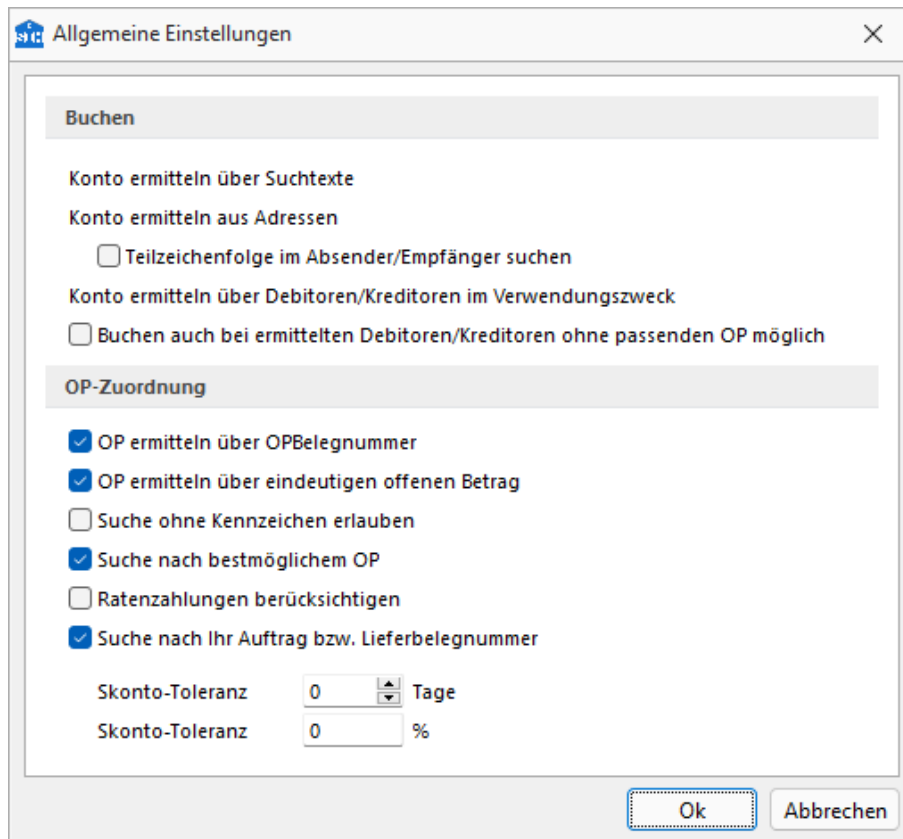 Allgemeine Einstellungen
Buchen
Konto ermitteln über Suchtexte
Konto ermitteln aus Adressen
Teilzeichenfolge im Absender/Empfänger suchen
Konto ermitteln über Debitoren/Kreditoren im Verwendungszweck
Buchen auch bei ermittelten Debitoren/Kreditoren ohne passenden OP möglich
OP-Zuordnung
OP ermitteln über OPBelegnummer
OP ermitteln über eindeutigen offenen Betrag
Suche ohne Kennzeichen erlauben
Suche nach bestmöglichem OP
Ratenzahlungen berücksichtigen
Suche nach Ihr Auftrag bzw. Lieferbelegnummer
Skonto-Toleranz 0 Tage
Skonto-Toleranz 0 %
Ok Abbrechen